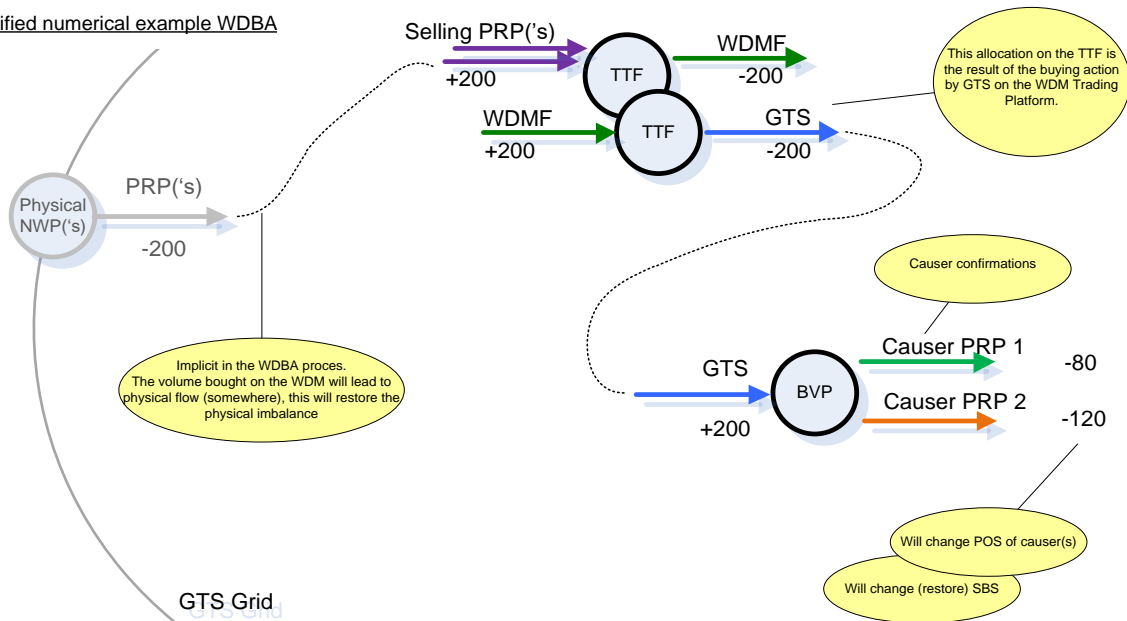 ified numerical example WDBA
Selling PRP('s)
+200
TTF
WDMF
-200
This allocation on the TTF is
the result of the buying action
by GTS on the WDM Trading
Platform.
WDMF
+200
TTF
GTS
-200
Physical
NWP('s)
PRP('s)
-200
Causer confirmations
Implicit in the WDBA proces.
The volume bought on the WDM will lead to
physical flow (somewhere), this will restore the
physical imbalance
GTS
+200
BVP
Causer PRP 1
-80
Causer PRP 2
-120
Will change POS of causer(s)
Will change (restore) SBS
GTS Grid